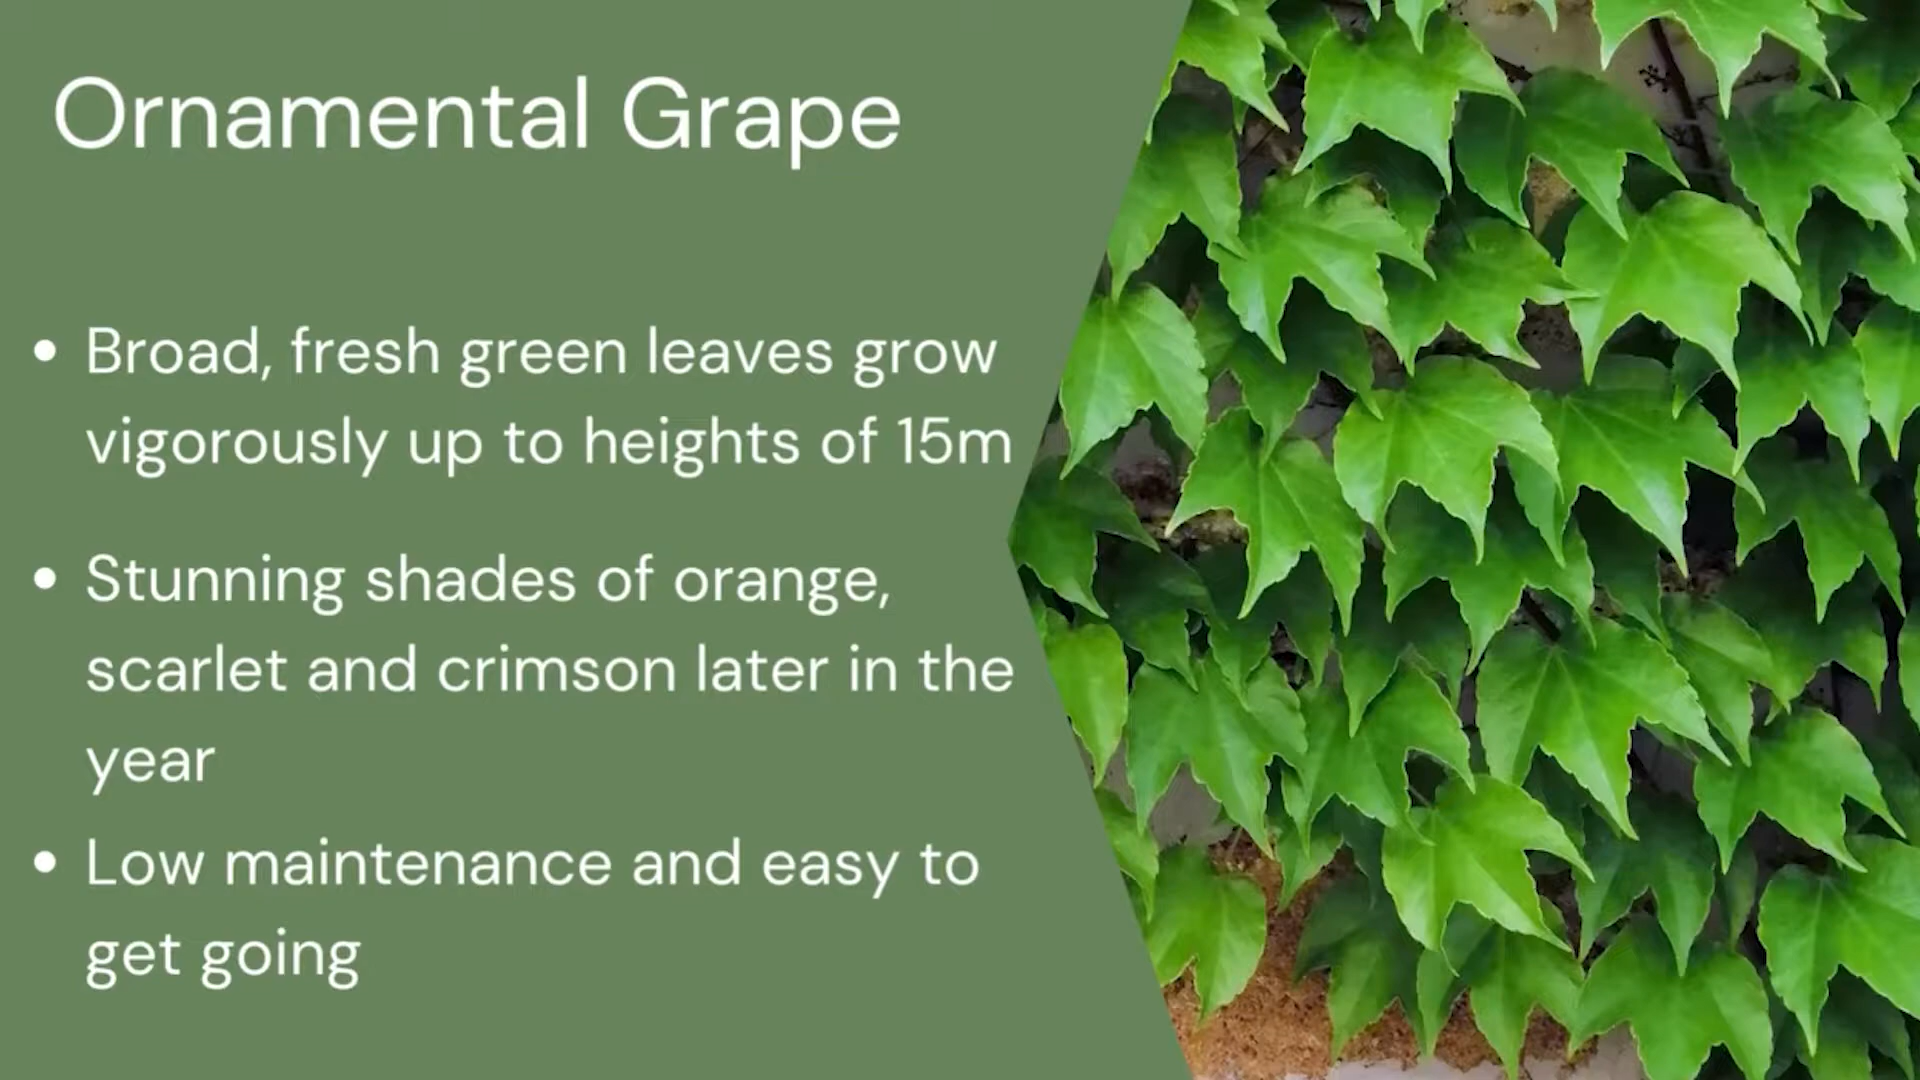 Ornamental Grape
• Broad, fresh green leaves grow
vigorously up to heights of 15m
• Stunning shades of orange,
scarlet and crimson later in the
year
• Low maintenance and easy to
get going